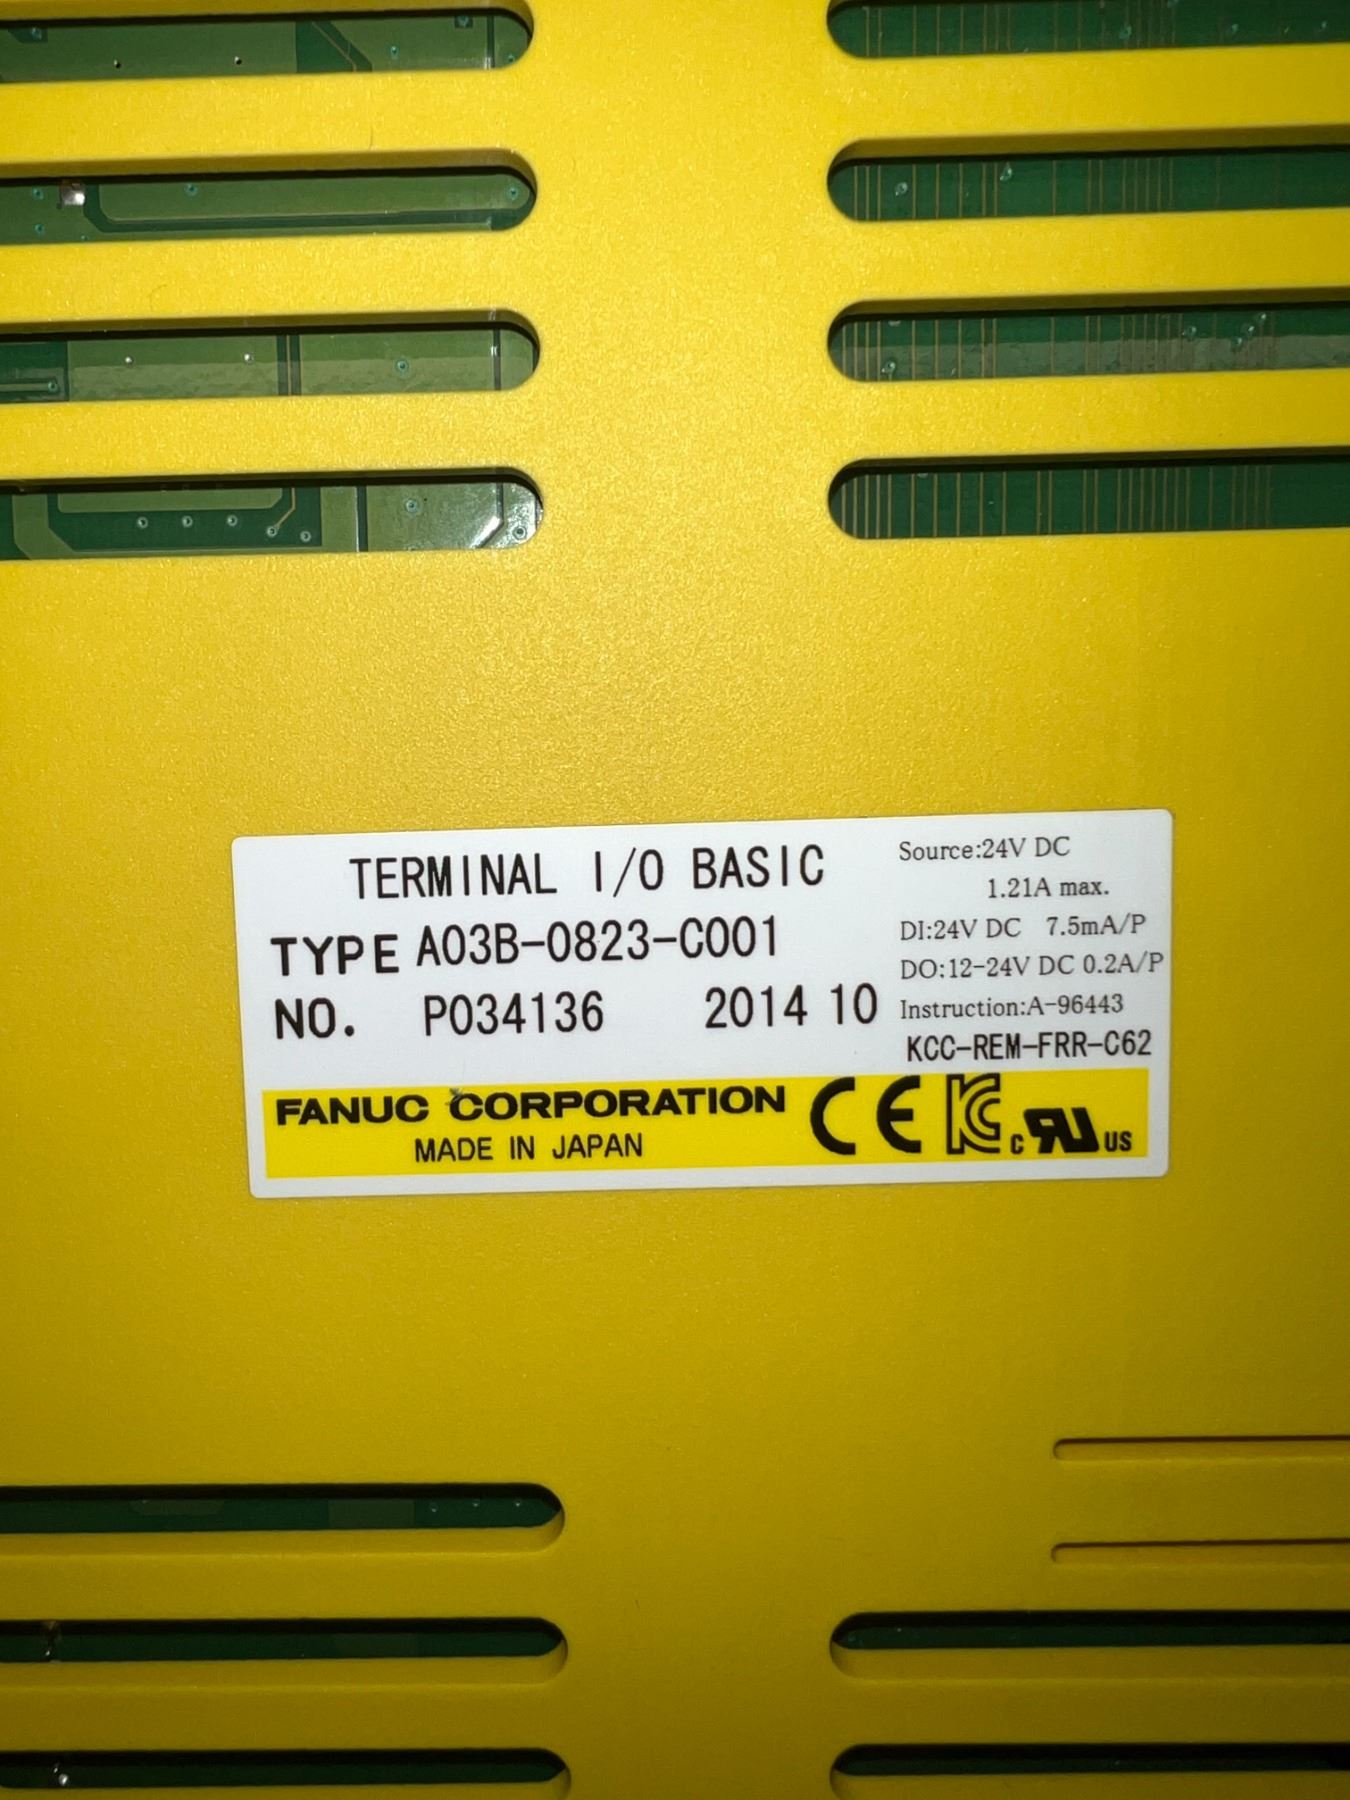 TERMINAL I/O BASIC
TYPE A03B-0823-C001
NO. P034136 2014 10
Source:24V DC
1.21A max.
DI:24V DC 7.5mA/P
DO:12-24V DC 0.2A/P
Instruction:A-96443
KCC-REM-FRR-C62
FANUC CORPORATION
MADE IN JAPAN
CE KC c RU US